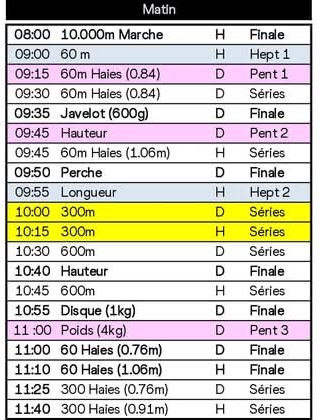 Matin
08:00 10.000m Marche H Finale
09:00 60 m H Hept 1
09:15 60m Haies (0.84) D Pent 1
09:30 60m Haies (0.84) D Séries
09:35 Javelot (600g) D Finale
09:45 Hauteur D Pent 2
09:45 60m Haies (1.06m) H Séries
09:50 Perche D Finale
09:55 Longueur H Hept 2
10:00 300m D Séries
10:15 300m H Séries
10:30 600m D Séries
10:40 Hauteur D Finale
10:45 600m H Séries
10:55 Disque (1kg) D Finale
11 :00 Poids (4kg) D Pent 3
11:00 60 Haies (0.76m) D Finale
11:10 60 Haies (1.06m) H Finale
11:25 300 Haies (0.76m) D Séries
11:40 300 Haies (0.91m) H Séries